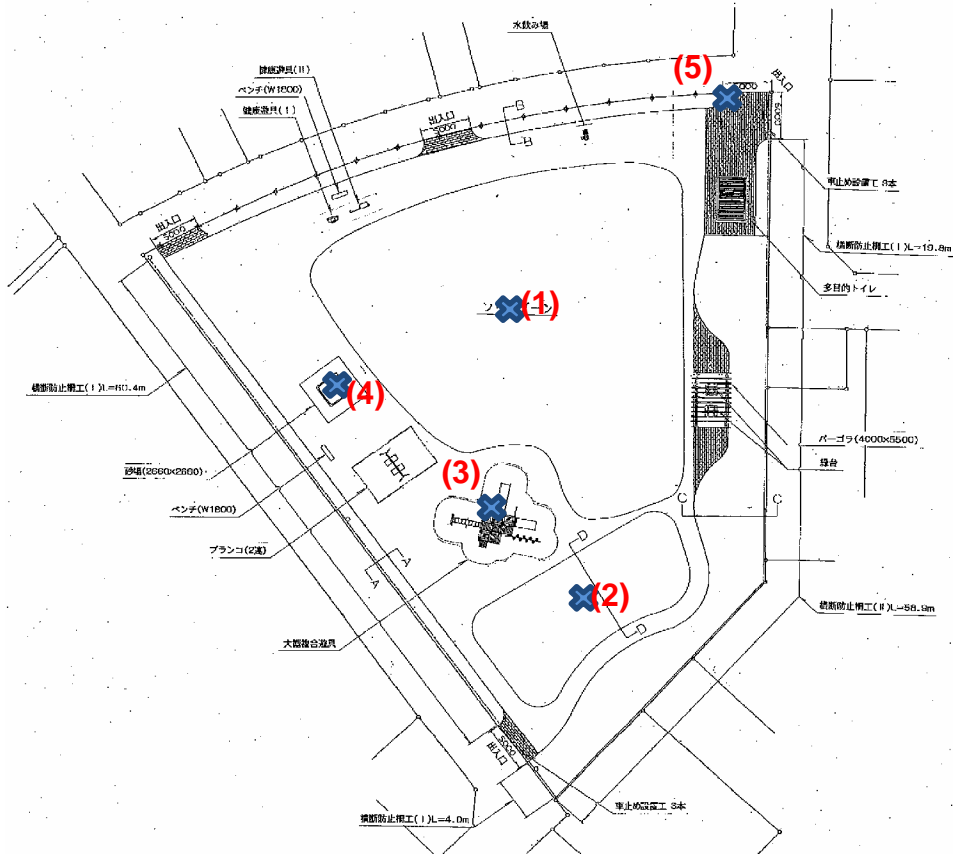 水飲み場
(5)
出入口
5000
健康遊具(II)
ベンチ(W1800)
健康遊具(I)
出入口
5000
B
B
車止め設置工 3本
出入口
5000
横断防止柵工(I)L=19.8m
多目的トイレ
(1)
横断防止柵工(I)L=60.4m
(4)
パーゴラ(4000×5500)
縁台
砂場(2660×2660)
(3)
ベンチ(W1800)
C
C
ブランコ(2連)
A
A
D
(2)
D
横断防止柵工(II)L=58.9m
大型複合遊具
5000
出入口
車止め設置工 3本
横断防止柵工(I)L=4.0m